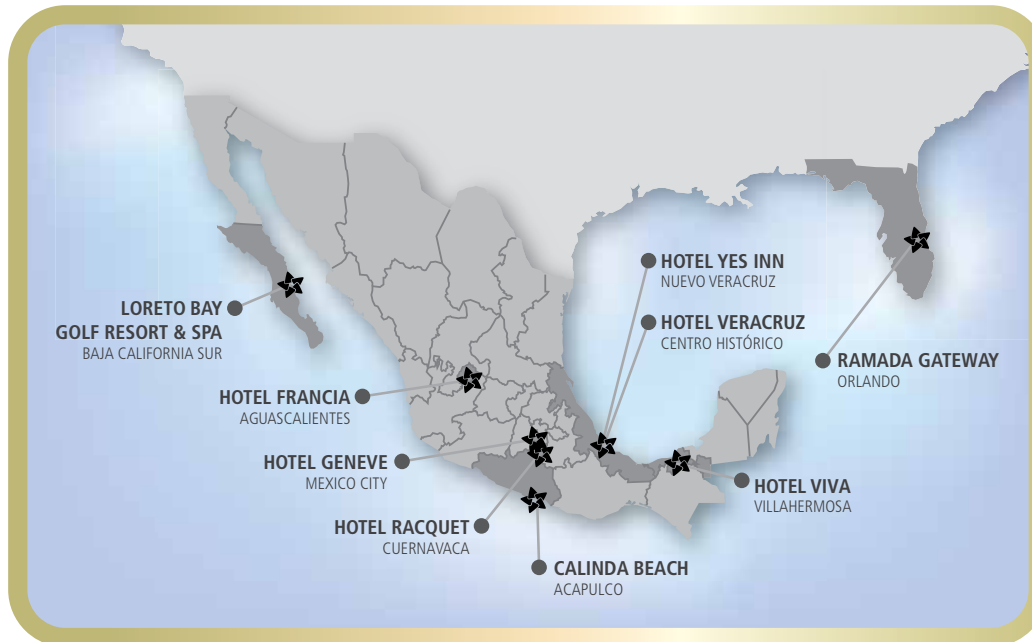 HOTEL YES INN
NUEVO VERACRUZ
LORETO BAY
GOLF RESORT & SPA
BAJA CALIFORNIA SUR
HOTEL VERACRUZ
CENTRO HISTÓRICO
RAMADA GATEWAY
ORLANDO
HOTEL FRANCIA
AGUASCALIENTES
HOTEL GENEVE
MEXICO CITY
HOTEL VIVA
VILLAHERMOSA
HOTEL RACQUET
CUERNAVACA
CALINDA BEACH
ACAPULCO